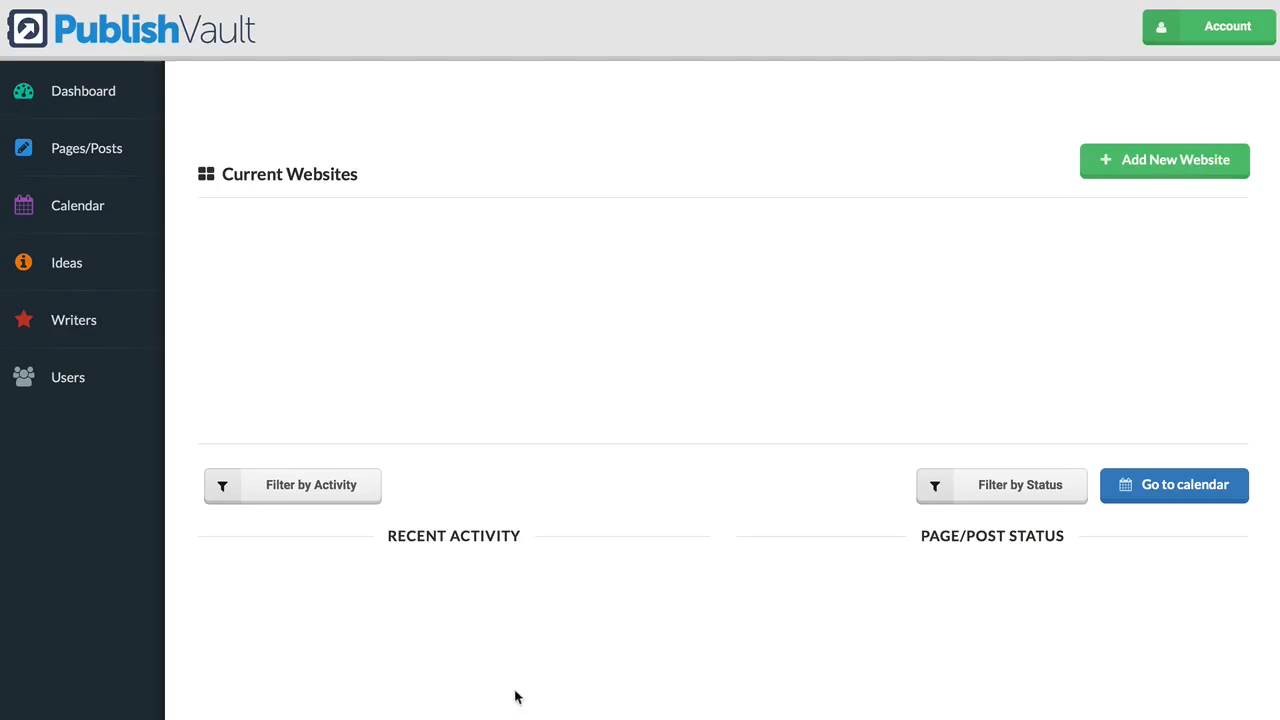 PublishVault
Account
Dashboard
Pages/Posts
Calendar
Ideas
Writers
Users
Current Websites
Add New Website
Filter by Activity
Filter by Status
Go to calendar
RECENT ACTIVITY
PAGE/POST STATUS